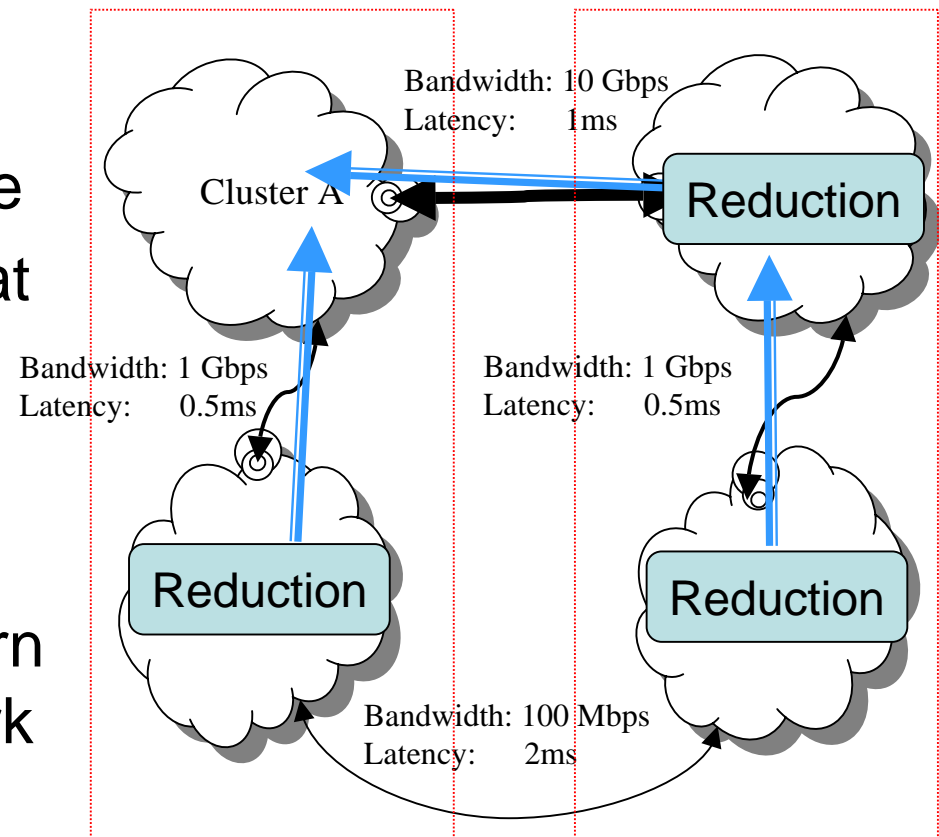 Bandwidth: 10 Gbps
Latency: 1ms
e
Cluster A
Reduction
at
Bandwidth: 1 Gbps
Latency: 0.5ms
Bandwidth: 1 Gbps
Latency: 0.5ms
Reduction
Reduction
rn
k
Bandwidth: 100 Mbps
Latency: 2ms